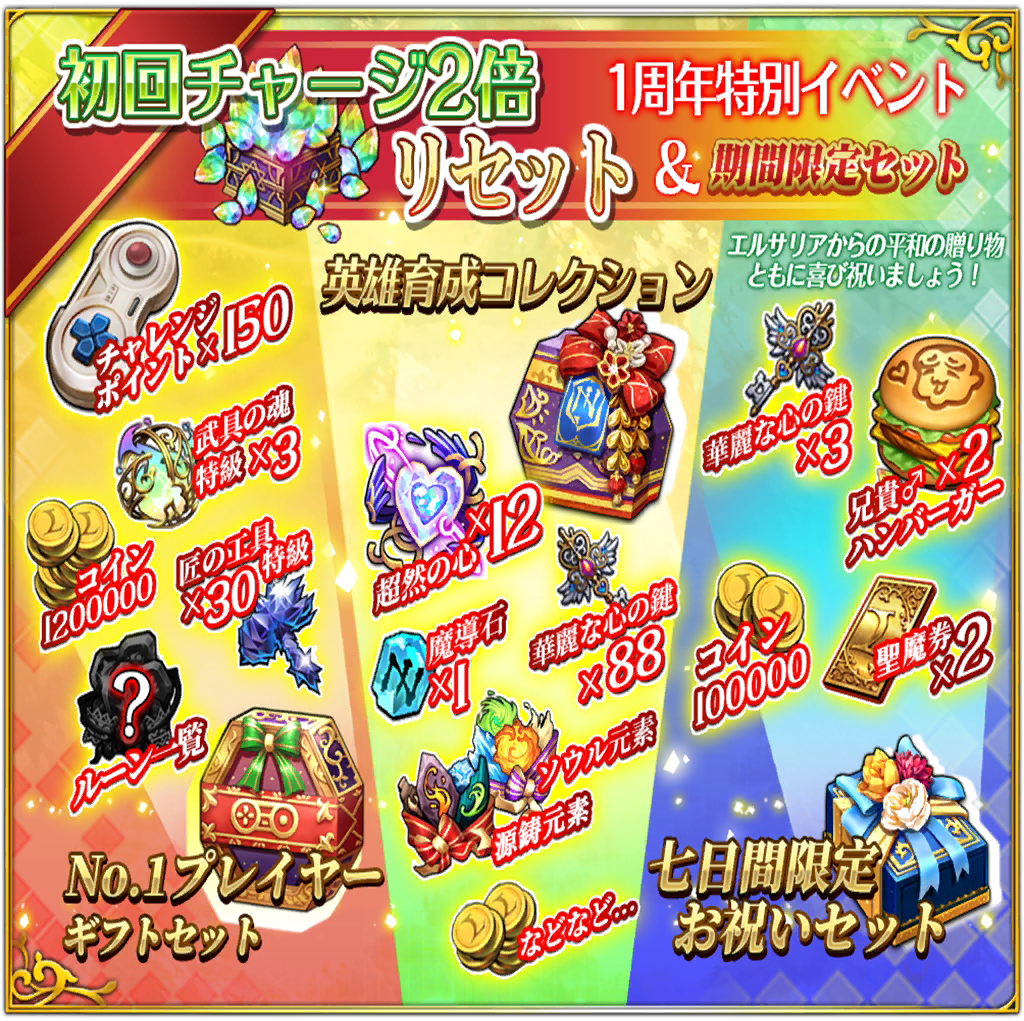 初回チャージ2倍
リセット
1周年特別イベント
&期間限定セット
チャレンジ
ポイント×150
武具の魂
特級×3
コイン
1200000
匠の工具
特級
×30
?
ルーン一覧
No.1プレイヤー
ギフトセット
英雄育成コレクション
×12
超然の心
魔導石
×1
華麗な心の鍵
×88
ソウル元素
源鋳元素
などなど…
エルサリアからの平和の贈り物
ともに喜び祝いましょう!
華麗な心の鍵
×3
×2
兄貴♂
ハンバーガー
コイン
100000
聖魔券
×2
七日間限定
お祝いセット